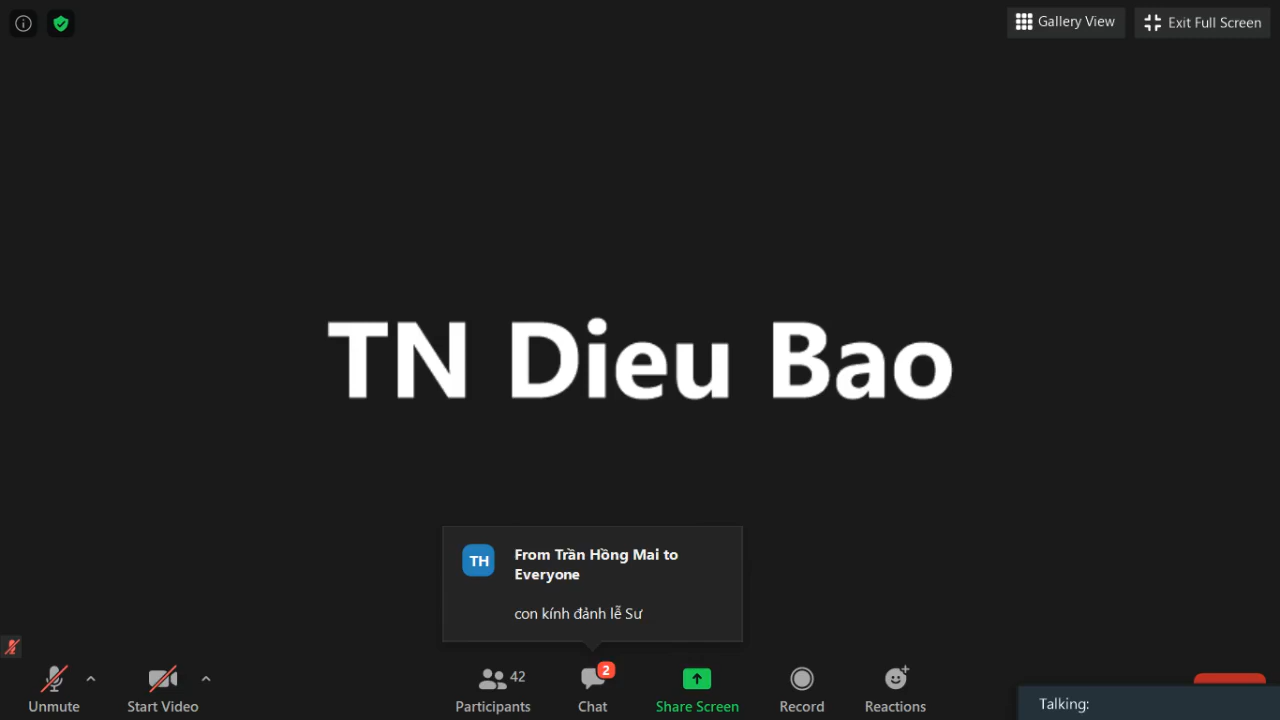 Gallery View
Exit Full Screen
TN Dieu Bao
TH
From Trần Hồng Mai to
Everyone
con kính đảnh lễ Sư
42
2
Unmute
Start Video
Participants
Chat
Share Screen
Record
Reactions
Talking: